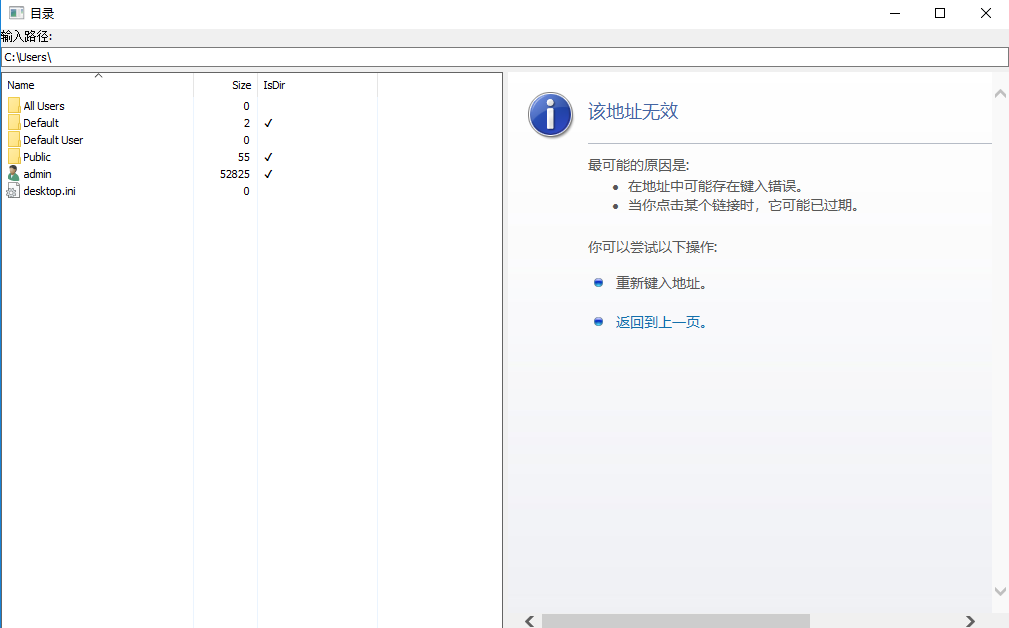 目录
输入路径:
C:\Users\
Name Size IsDir
All Users 0
Default 2 ✓
Default User 0
Public 55 ✓
admin 52825 ✓
desktop.ini 0
该地址无效
最可能的原因是:
• 在地址中可能存在键入错误。
• 当你点击某个链接时，它可能已过期。
你可以尝试以下操作:
重新键入地址。
返回到上一页。